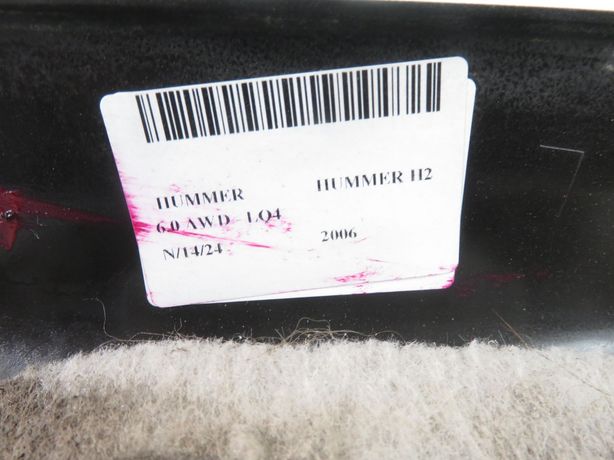 HUMMER HUMMER H2
6.0 AWD - LQ4
N/14/24 2006